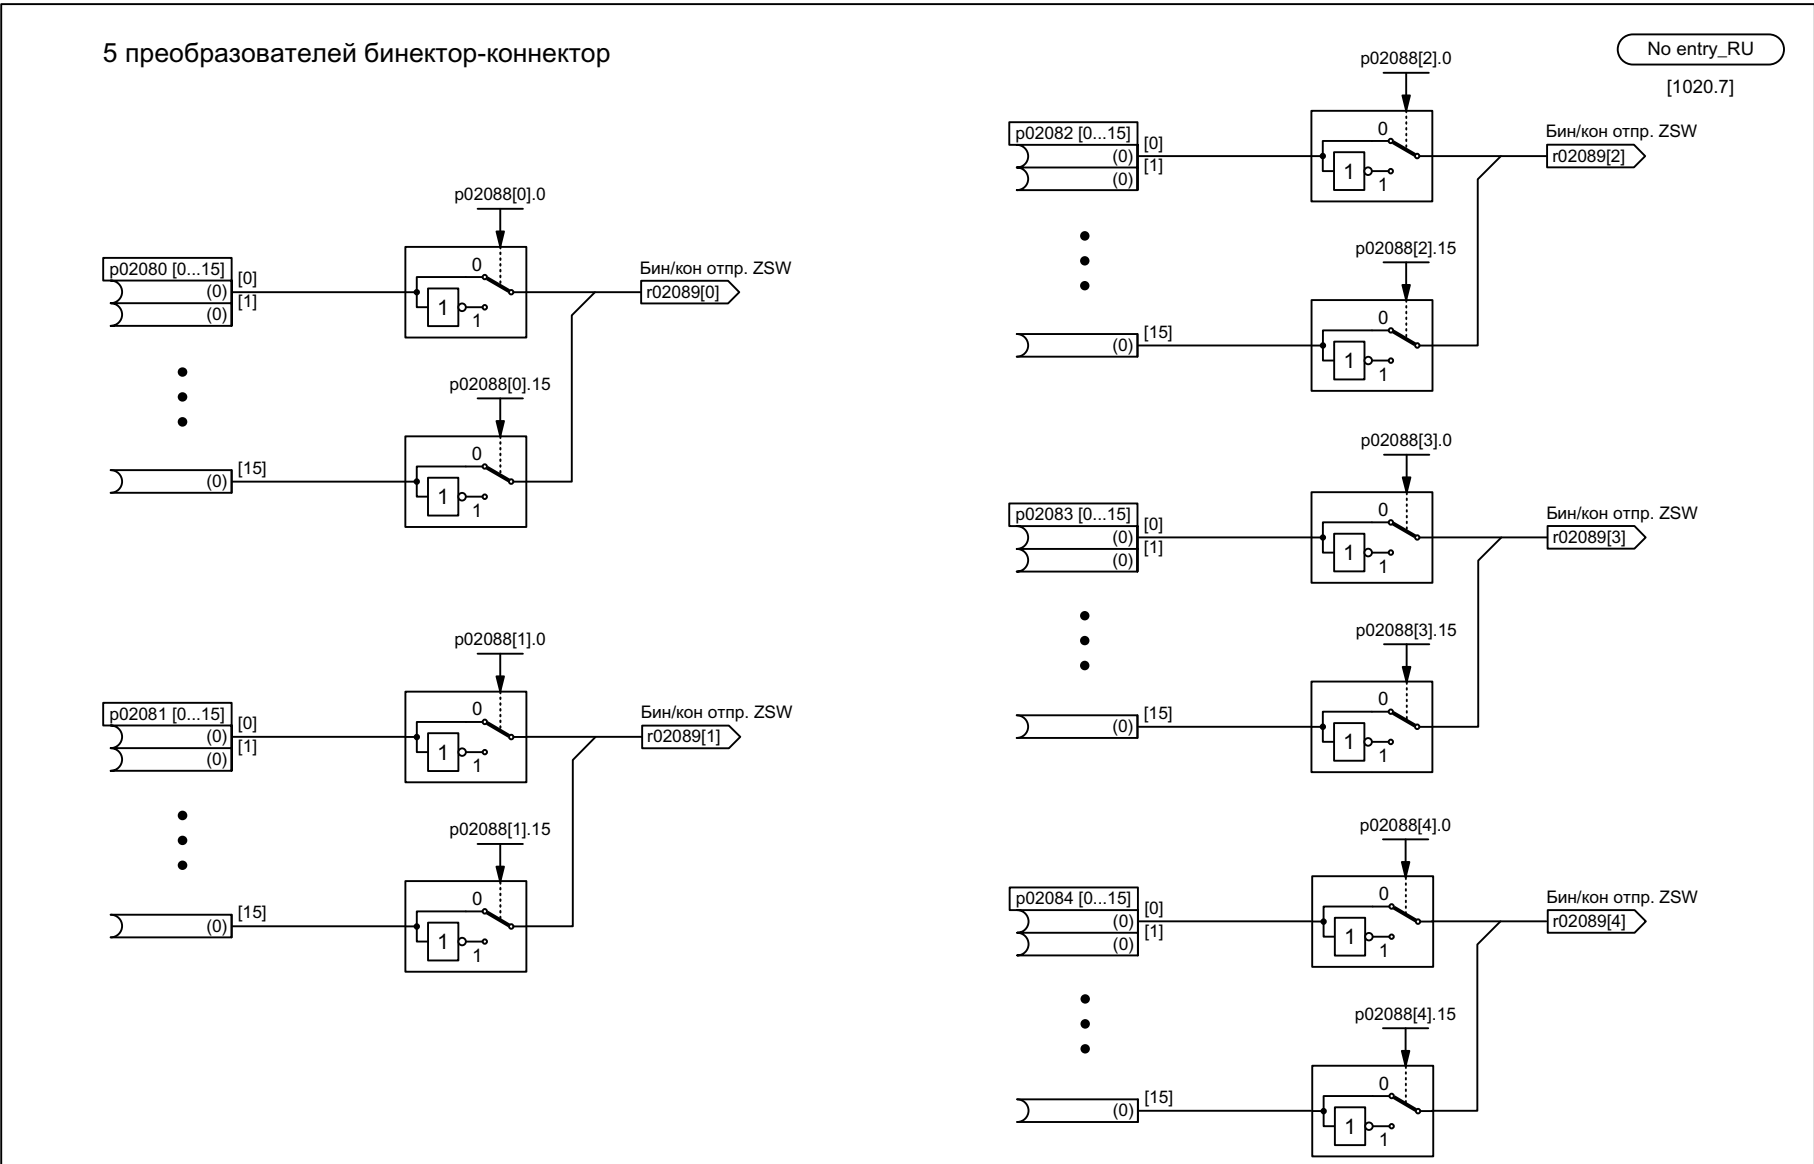 5 преобразователей бинектор-коннектор
No entry_RU
[1020.7]
p02088[0].0
p02080 [0...15]
[0]
(0)
[1]
(0)
0
1
1
Бин/кон отпр. ZSW
r02089[0]
p02088[0].15
[15]
(0)
0
1
1
p02088[1].0
p02081 [0...15]
[0]
(0)
[1]
(0)
0
1
1
Бин/кон отпр. ZSW
r02089[1]
p02088[1].15
[15]
(0)
0
1
1
p02088[2].0
p02082 [0...15]
[0]
(0)
[1]
(0)
0
1
1
Бин/кон отпр. ZSW
r02089[2]
p02088[2].15
[15]
(0)
0
1
1
p02088[3].0
p02083 [0...15]
[0]
(0)
[1]
(0)
0
1
1
Бин/кон отпр. ZSW
r02089[3]
p02088[3].15
[15]
(0)
0
1
1
p02088[4].0
p02084 [0...15]
[0]
(0)
[1]
(0)
0
1
1
Бин/кон отпр. ZSW
r02089[4]
p02088[4].15
[15]
(0)
0
1
1